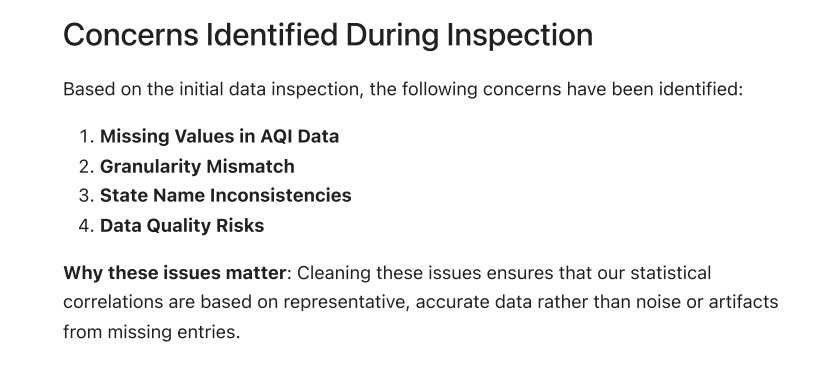 Concerns Identified During Inspection
Based on the initial data inspection, the following concerns have been identified:
1. Missing Values in AQI Data
2. Granularity Mismatch
3. State Name Inconsistencies
4. Data Quality Risks
Why these issues matter: Cleaning these issues ensures that our statistical
correlations are based on representative, accurate data rather than noise or artifacts
from missing entries.